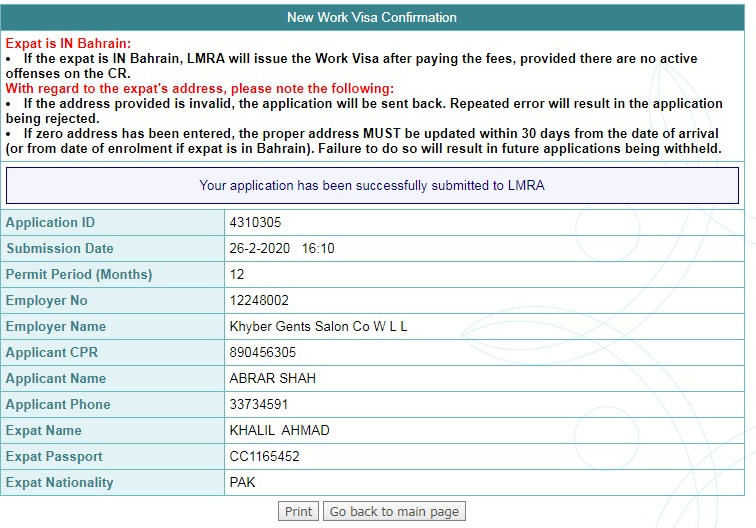 New Work Visa Confirmation
Expat is IN Bahrain:
• If the expat is IN Bahrain, LMRA will issue the Work Visa after paying the fees, provided there are no active
offenses on the CR.
With regard to the expat's address, please note the following:
• If the address provided is invalid, the application will be sent back. Repeated error will result in the application
being rejected.
• If zero address has been entered, the proper address MUST be updated within 30 days from the date of arrival
(or from date of enrolment if expat is in Bahrain). Failure to do so will result in future applications being withheld.
Your application has been successfully submitted to LMRA
Application ID 4310305
Submission Date 26-2-2020 16:10
Permit Period (Months) 12
Employer No 12248002
Employer Name Khyber Gents Salon Co W L L
Applicant CPR 890456305
Applicant Name ABRAR SHAH
Applicant Phone 33734591
Expat Name KHALIL AHMAD
Expat Passport CC1165452
Expat Nationality PAK
Print Go back to main page